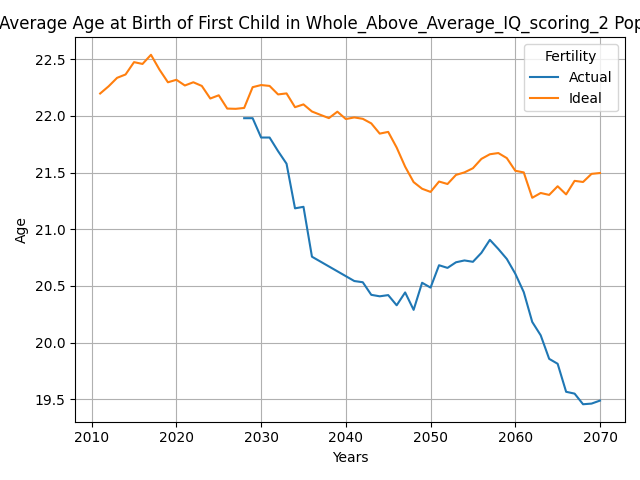 Average Age at Birth of First Child in Whole_Above_Average_IQ_scoring_2 Pop
Fertility
Actual
Ideal
22.5
22.0
21.5
21.0
20.5
20.0
19.5
Age
2010 2020 2030 2040 2050 2060 2070
Years